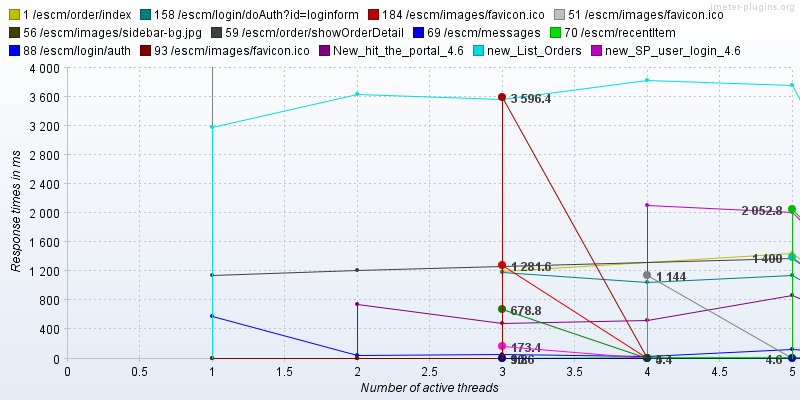 jmeter-plugins.org
1 /escm/order/index 158 /escm/login/doAuth?id=loginform 184 /escm/images/favicon.ico 51 /escm/images/favicon.ico
56 /escm/images/sidebar-bg.jpg 59 /escm/order/showOrderDetail 69 /escm/messages 70 /escm/recentItem
88 /escm/login/auth 93 /escm/images/favicon.ico New_hit_the_portal_4.6 new_List_Orders new_SP_user_login_4.6
4 000
3 600
3 200
2 800
2 400
2 000
1 600
1 200
800
400
0
Response times in ms
3 596.4
2 052.8
1 400
1 281.6
1 144
678.8
173.4
4.6
0 0.5 1 1.5 2 2.5 3 3.5 4 4.5 5
Number of active threads